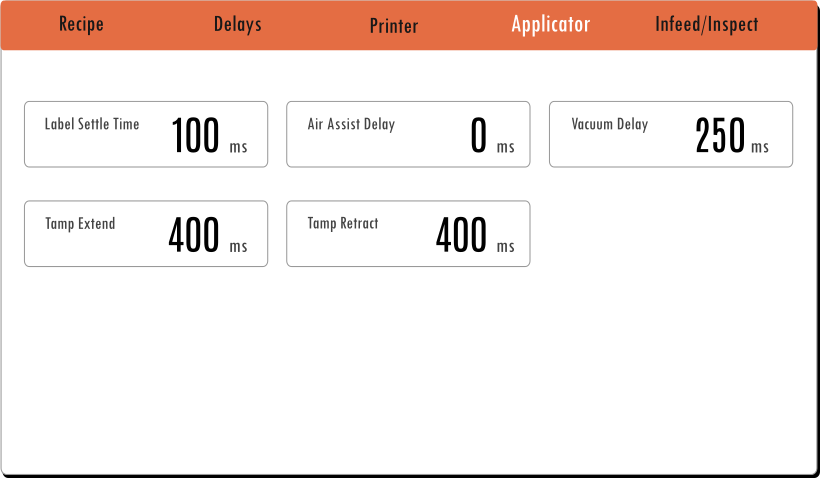 Recipe Delays Printer Applicator Infeed/Inspect
Label Settle Time 100 ms
Air Assist Delay 0 ms
Vacuum Delay 250 ms
Tamp Extend 400 ms
Tamp Retract 400 ms